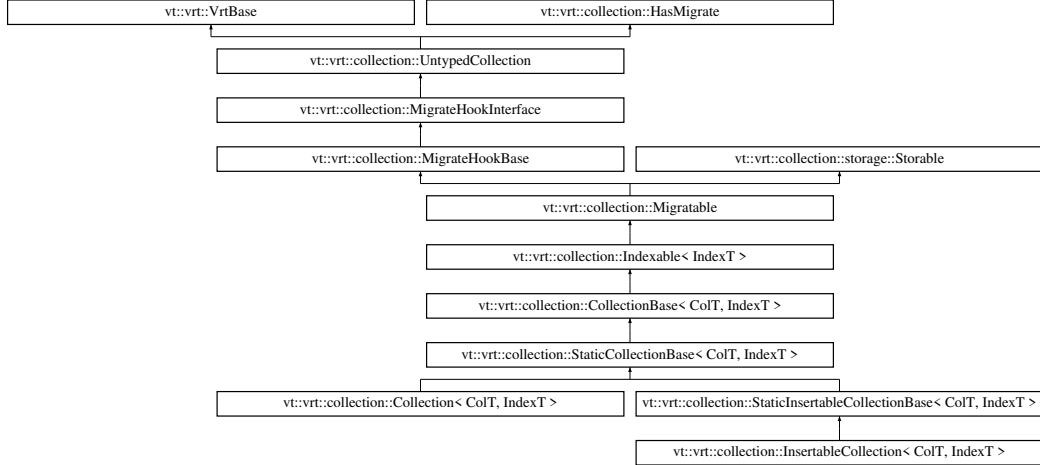 vt::vrt::VrtBase
vt::vrt::collection::HasMigrate
vt::vrt::collection::UntypedCollection
vt::vrt::collection::MigrateHookInterface
vt::vrt::collection::MigrateHookBase
vt::vrt::collection::storage::Storable
vt::vrt::collection::Migratable
vt::vrt::collection::Indexable< IndexT >
vt::vrt::collection::CollectionBase< ColT, IndexT >
vt::vrt::collection::StaticCollectionBase< ColT, IndexT >
vt::vrt::collection::Collection< ColT, IndexT >
vt::vrt::collection::StaticInsertableCollectionBase< ColT, IndexT >
vt::vrt::collection::InsertableCollection< ColT, IndexT >